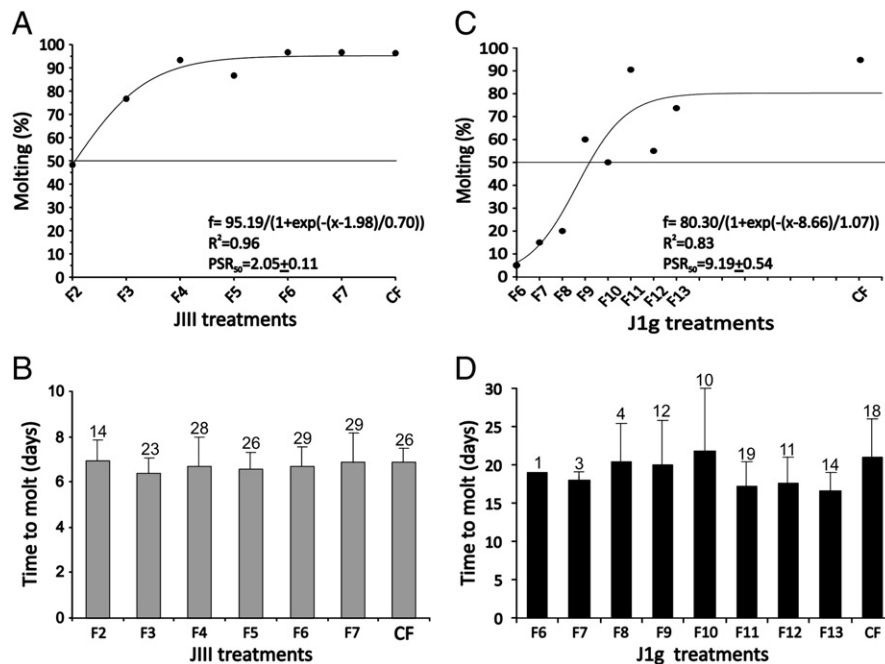 A
100
90
80
70
60
50
40
30
20
10
0
Molting (%)
f= 95.19/(1+exp(-(x-1.98)/0.70))
R²=0.96
PSR₅₀=2.05±0.11
F2 F3 F4 F5 F6 F7 CF
JIII treatments
C
100
90
80
70
60
50
40
30
20
10
0
Molting (%)
f= 80.30/(1+exp(-(x-8.66)/1.07))
R²=0.83
PSR₅₀=9.19±0.54
F6 F7 F8 F9 F10 F11 F12 F13 CF
J1g treatments
B
10
8
6
4
2
0
Time to molt (days)
14 23 28 26 29 29 26
F2 F3 F4 F5 F6 F7 CF
JIII treatments
D
30
25
20
15
10
5
0
Time to molt (days)
1 3 4 12 10 19 11 14 18
F6 F7 F8 F9 F10 F11 F12 F13 CF
J1g treatments